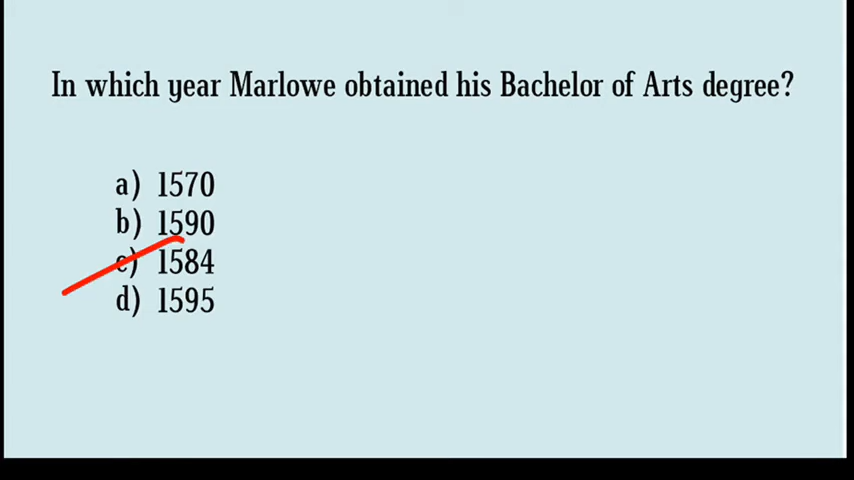 In which year Marlowe obtained his Bachelor of Arts degree?
a) 1570
b) 1590
c) 1584
d) 1595